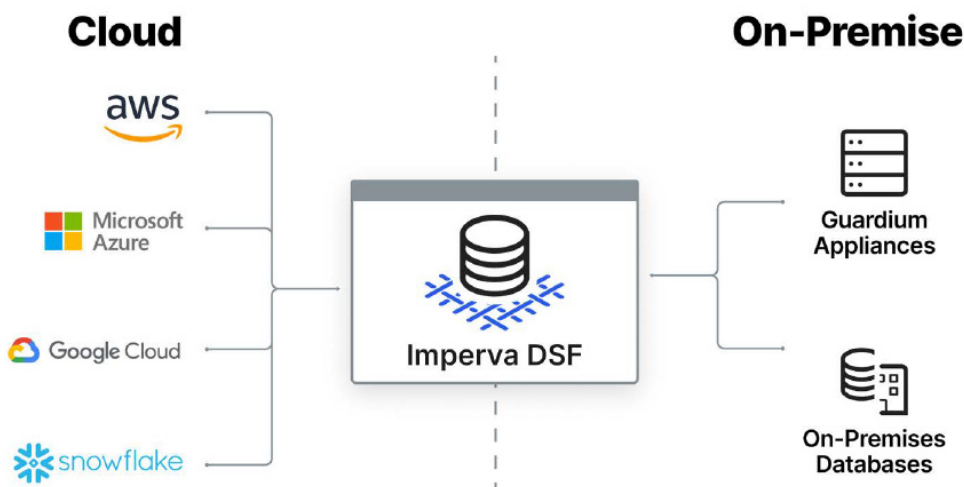 Cloud
On-Premise
aws
Microsoft
Azure
Google Cloud
snowflake
Imperva DSF
Guardium
Appliances
On-Premises
Databases